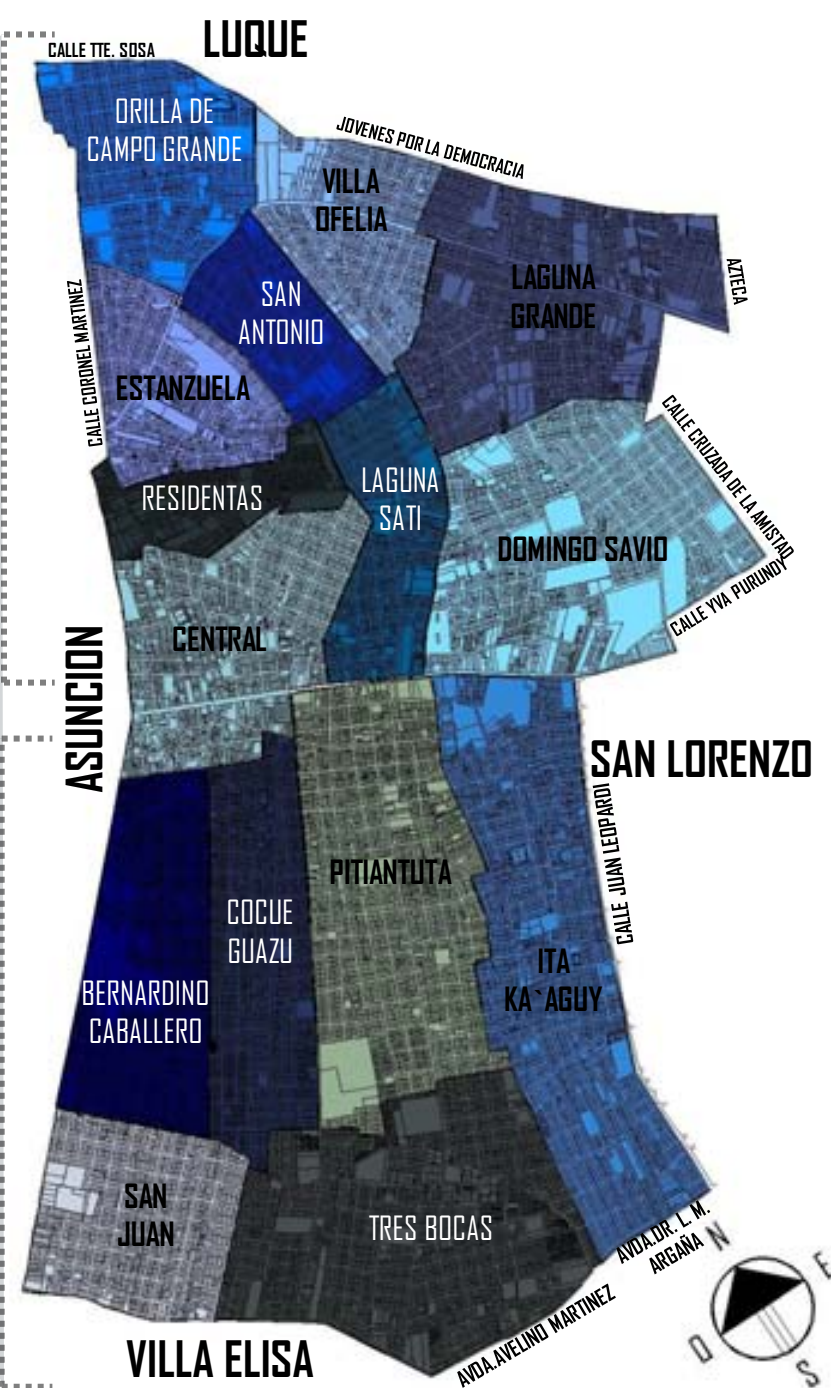 LUQUE
CALLE TTE. SOSA
ORILLA DE
CAMPO GRANDE
JOVENES POR LA DEMOCRACIA
VILLA
OFELIA
AZTECA
LAGUNA
GRANDE
SAN
ANTONIO
CALLE CORONEL MARTINEZ
ESTANZUELA
CALLE CRUZADA DE LA AMISTAD
RESIDENTAS
LAGUNA
SATI
DOMINGO SAVIO
CALLE YVA PURUNDY
CENTRAL
ASUNCION
SAN LORENZO
CALLE JUAN LEOPARDI
PITIANTUTA
COCUE
GUAZU
ITA
KA`AGUY
BERNARDINO
CABALLERO
SAN
JUAN
TRES BOCAS
AVDA.DR. L. M.
ARGAÑA
AVDA.AVELINO MARTINEZ
VILLA ELISA
N
E
O
S